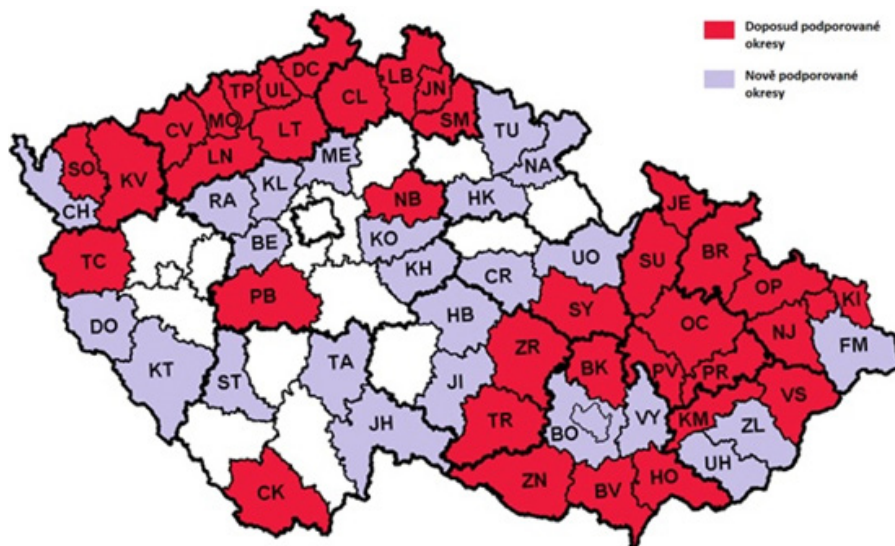 Doposud podporované
okresy
Nově podporované
okresy
DC
LB
TP
UL
JN
CL
CV
MO
SM
LT
TU
LN
ME
SO
NA
KV
KL
JE
RA
NB
HK
CH
KO
BE
UO
SU
BR
TC
KH
CR
OP
KI
PB
SY
HB
OC
DO
NJ
ZR
FM
KT
ST
TA
BK
JI
PV
PR
VS
TR
BO
VY
KM
ZL
JH
UH
CK
ZN
BV
HO